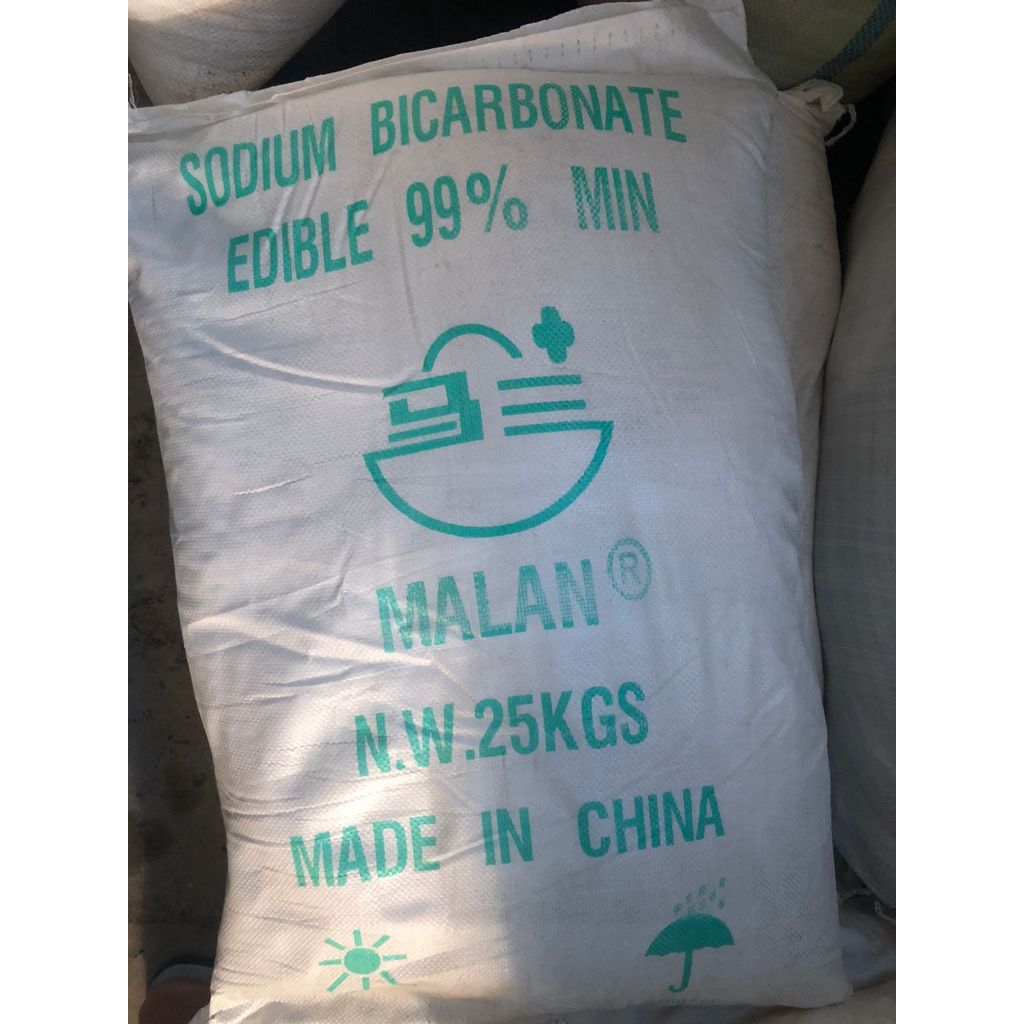 SODIUM BICARBONATE
EDIBLE 99% MIN
MALAN®
N.W.25KGS
MADE IN CHINA